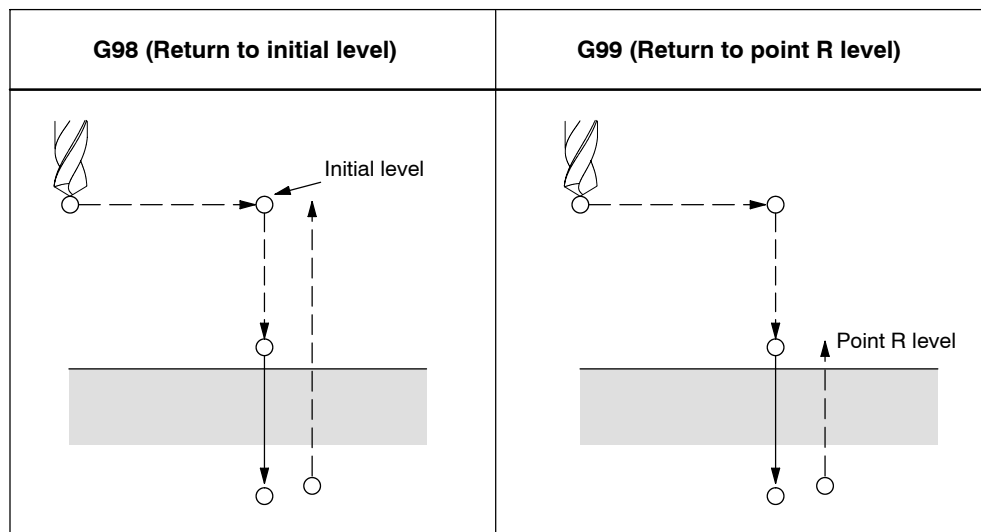 G98 (Return to initial level)
G99 (Return to point R level)
Initial level
Point R level